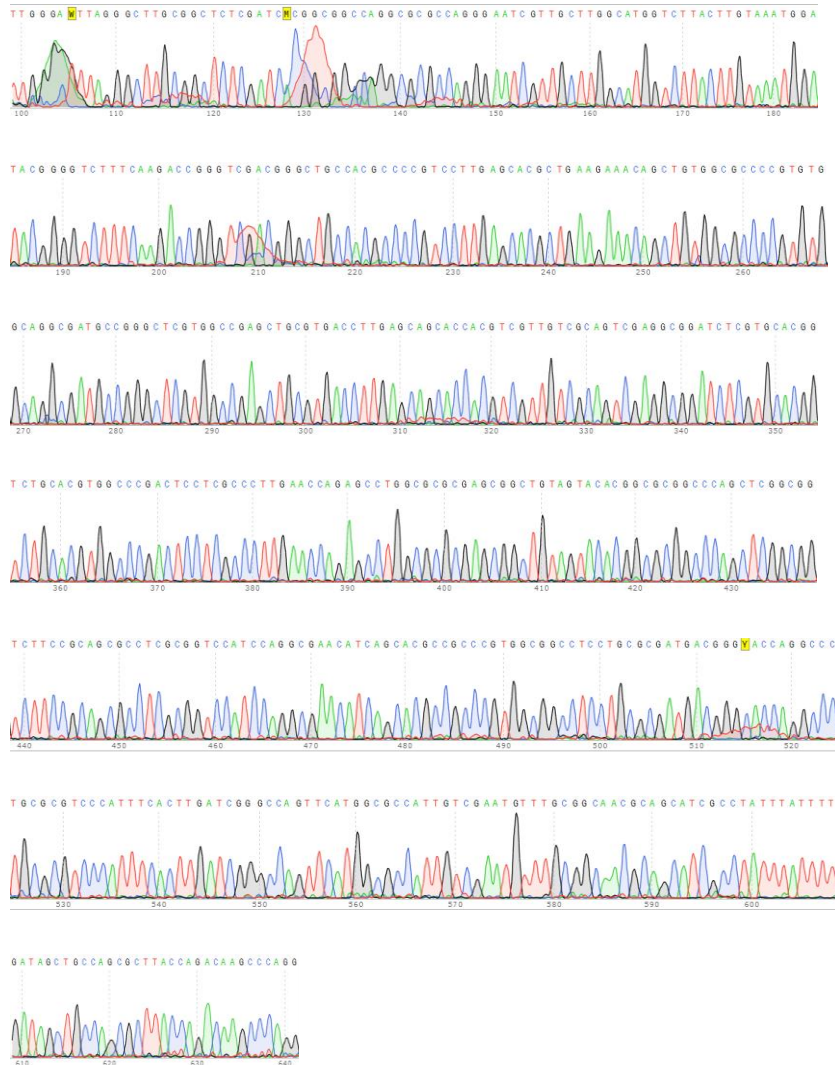 TTGGGAWTTAGGGCTTGCGGCTCTCGATCMCGGCGGCCAGGCGCGCCAGGGAATCGTTGCTTGGCATGGTCTTACTTGTAAATGGA
100 110 120 130 140 150 160 170 180
TACGGGGTCTTTCAAGACCGGGTCGACGGGCTGCCACGCCCCGTCCTTGAGCACGCTGAAGAAACAGCTGTGGCGCCCCGTGTG
190 200 210 220 230 240 250 260
GCAGGCGATGCCGGGCTCGTGGCCGAGCTGCGTGACCTTGAGCAGCACCACGTCGTTGTCGCAGTCGAGGCGGATCTCGTGCACGG
270 280 290 300 310 320 330 340 350
TCTGCACGTGGCCCGACTCCTCGCCCTTGAACCAGAGCCTGGCGCGCGAGCGGCTGTAGTACACGGCGCGGCCCAGCTCGGCGG
360 370 380 390 400 410 420 430
TCTTCCGCAGCGCCTCGCGGTCCATCCAGGCGAACATCAGCACGCCGCCCGTGGCGGCCTCCTGCGCGATGACGGGYACCAGGCCC
440 450 460 470 480 490 500 510 520
TGCGCGTCCCATTTCACTTGATCGGGCCAGTTCATGGCGCCATTGTCGAATGTTTGCGGCAACGCAGCATCGCCTATTTATTTT
530 540 550 560 570 580 590 600
GATAGCTGCCAGCGCTTACCAGACAAGCCCAGG
610 620 630 640